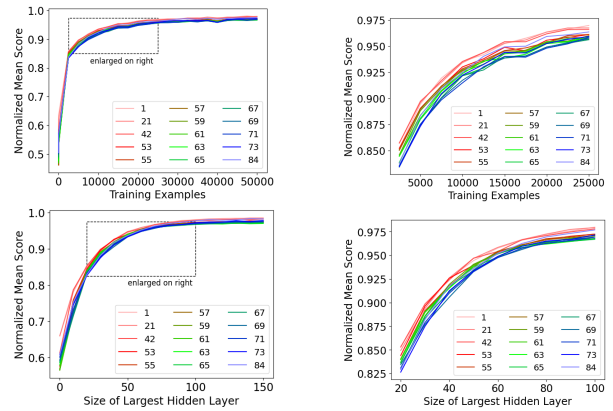 Normalized Mean Score
1.0
0.9
0.8
0.7
0.6
0.5
enlarged on right
1 57 67
21 59 69
42 61 71
53 63 73
55 65 84
0 10000 20000 30000 40000 50000
Training Examples
Normalized Mean Score
0.975
0.950
0.925
0.900
0.875
0.850
1 57 67
21 59 69
42 61 71
53 63 73
55 65 84
5000 10000 15000 20000 25000
Training Examples
Normalized Mean Score
1.0
0.9
0.8
0.7
0.6
enlarged on right
1 57 67
21 59 69
42 61 71
53 63 73
55 65 84
0 50 100 150
Size of Largest Hidden Layer
Normalized Mean Score
0.975
0.950
0.925
0.900
0.875
0.850
0.825
1 57 67
21 59 69
42 61 71
53 63 73
55 65 84
20 40 60 80 100
Size of Largest Hidden Layer